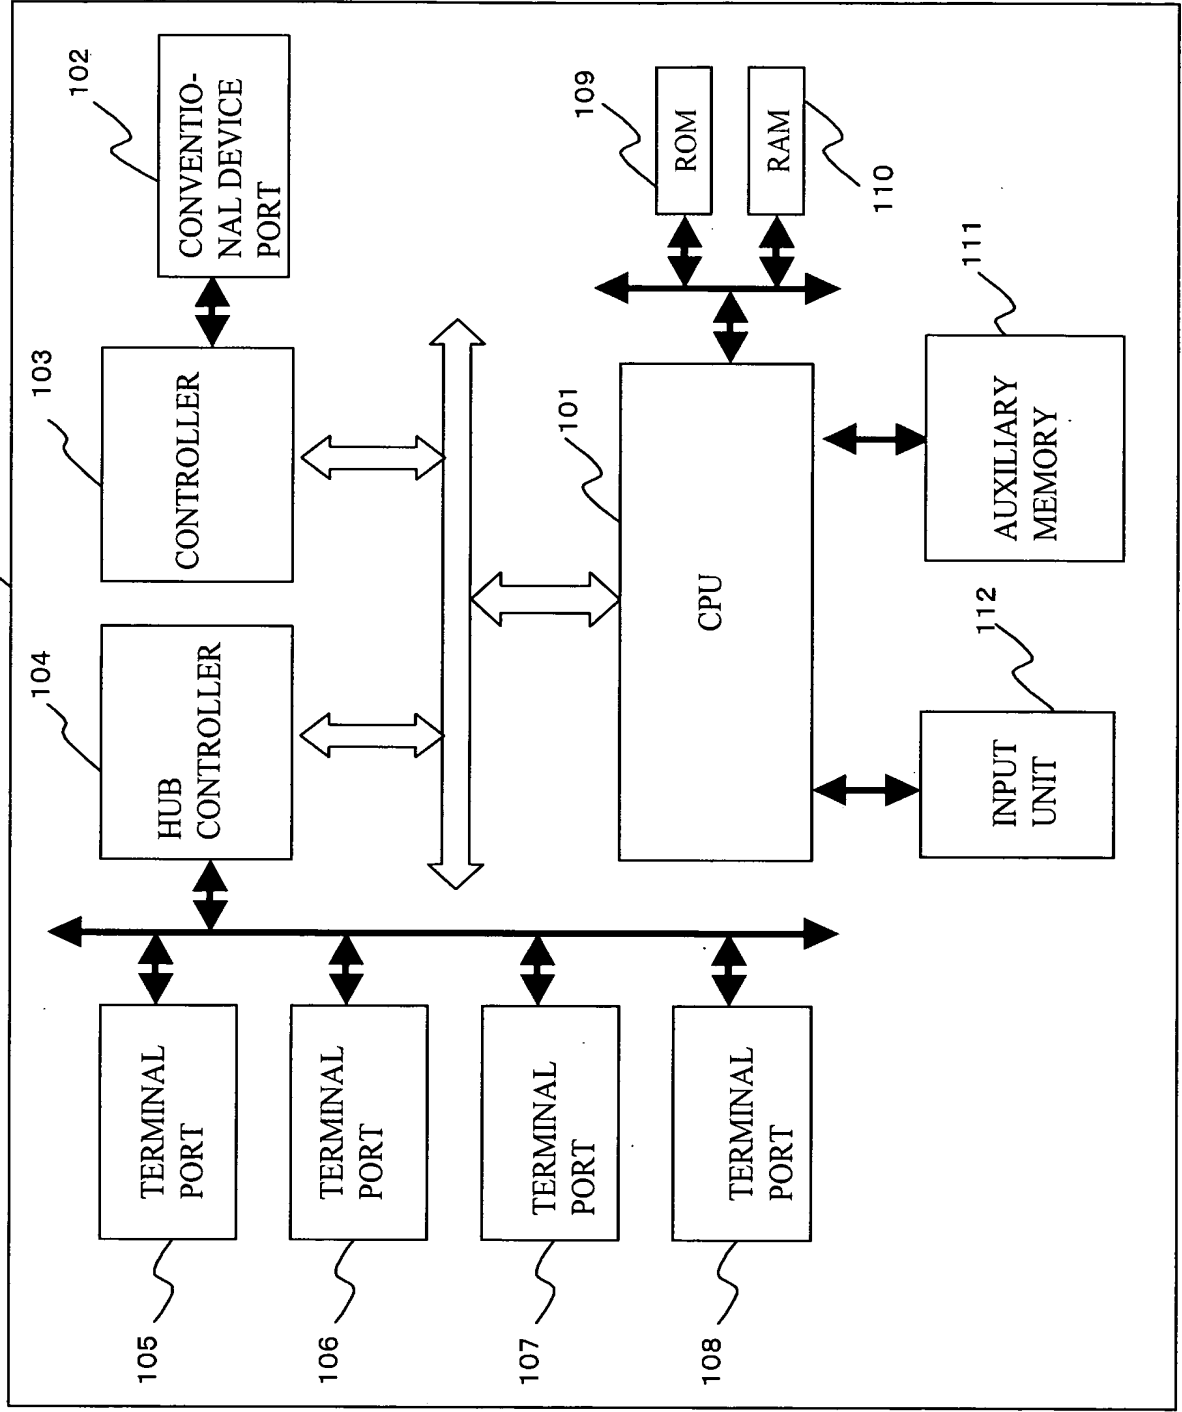 105
TERMINAL
PORT
106
TERMINAL
PORT
107
TERMINAL
PORT
108
TERMINAL
PORT
104
HUB
CONTROLLER
103
CONTROLLER
102
CONVENTIO-
NAL DEVICE
PORT
101
CPU
109
ROM
RAM
110
112
INPUT
UNIT
111
AUXILIARY
MEMORY